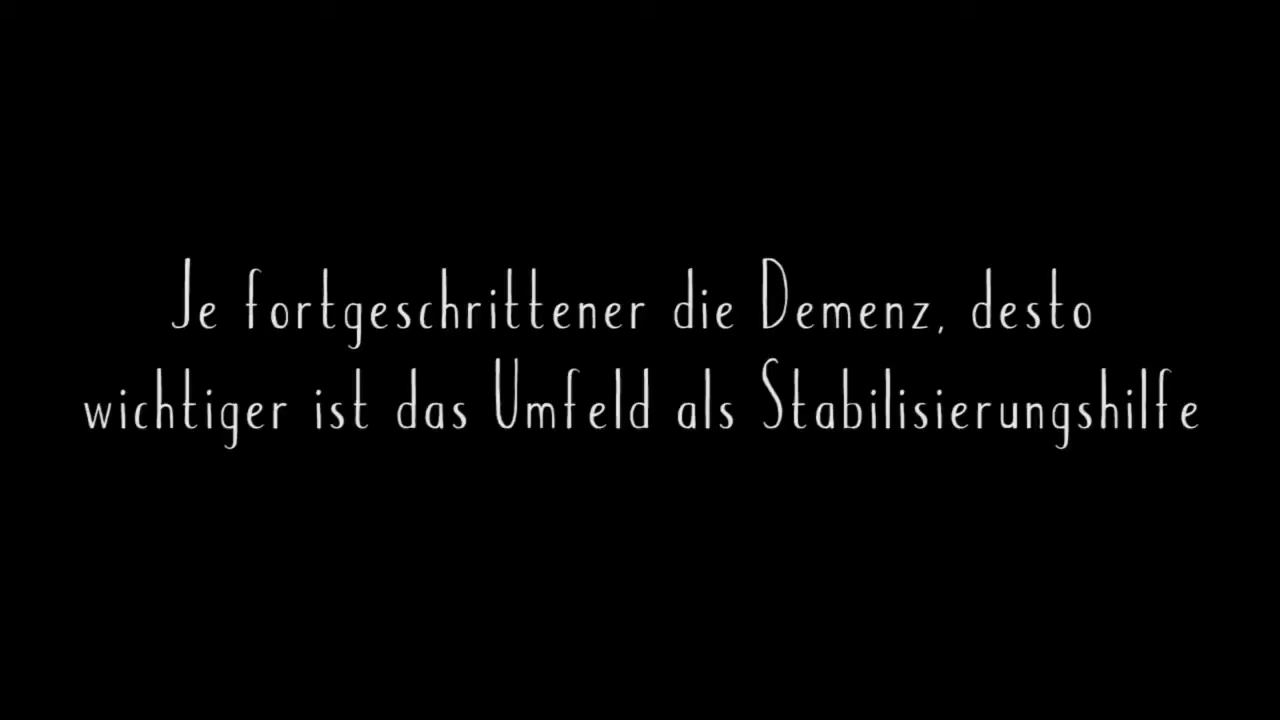 Je fortgeschrittener die Demenz, desto
wichtiger ist das Umfeld als Stabilisierungshilfe